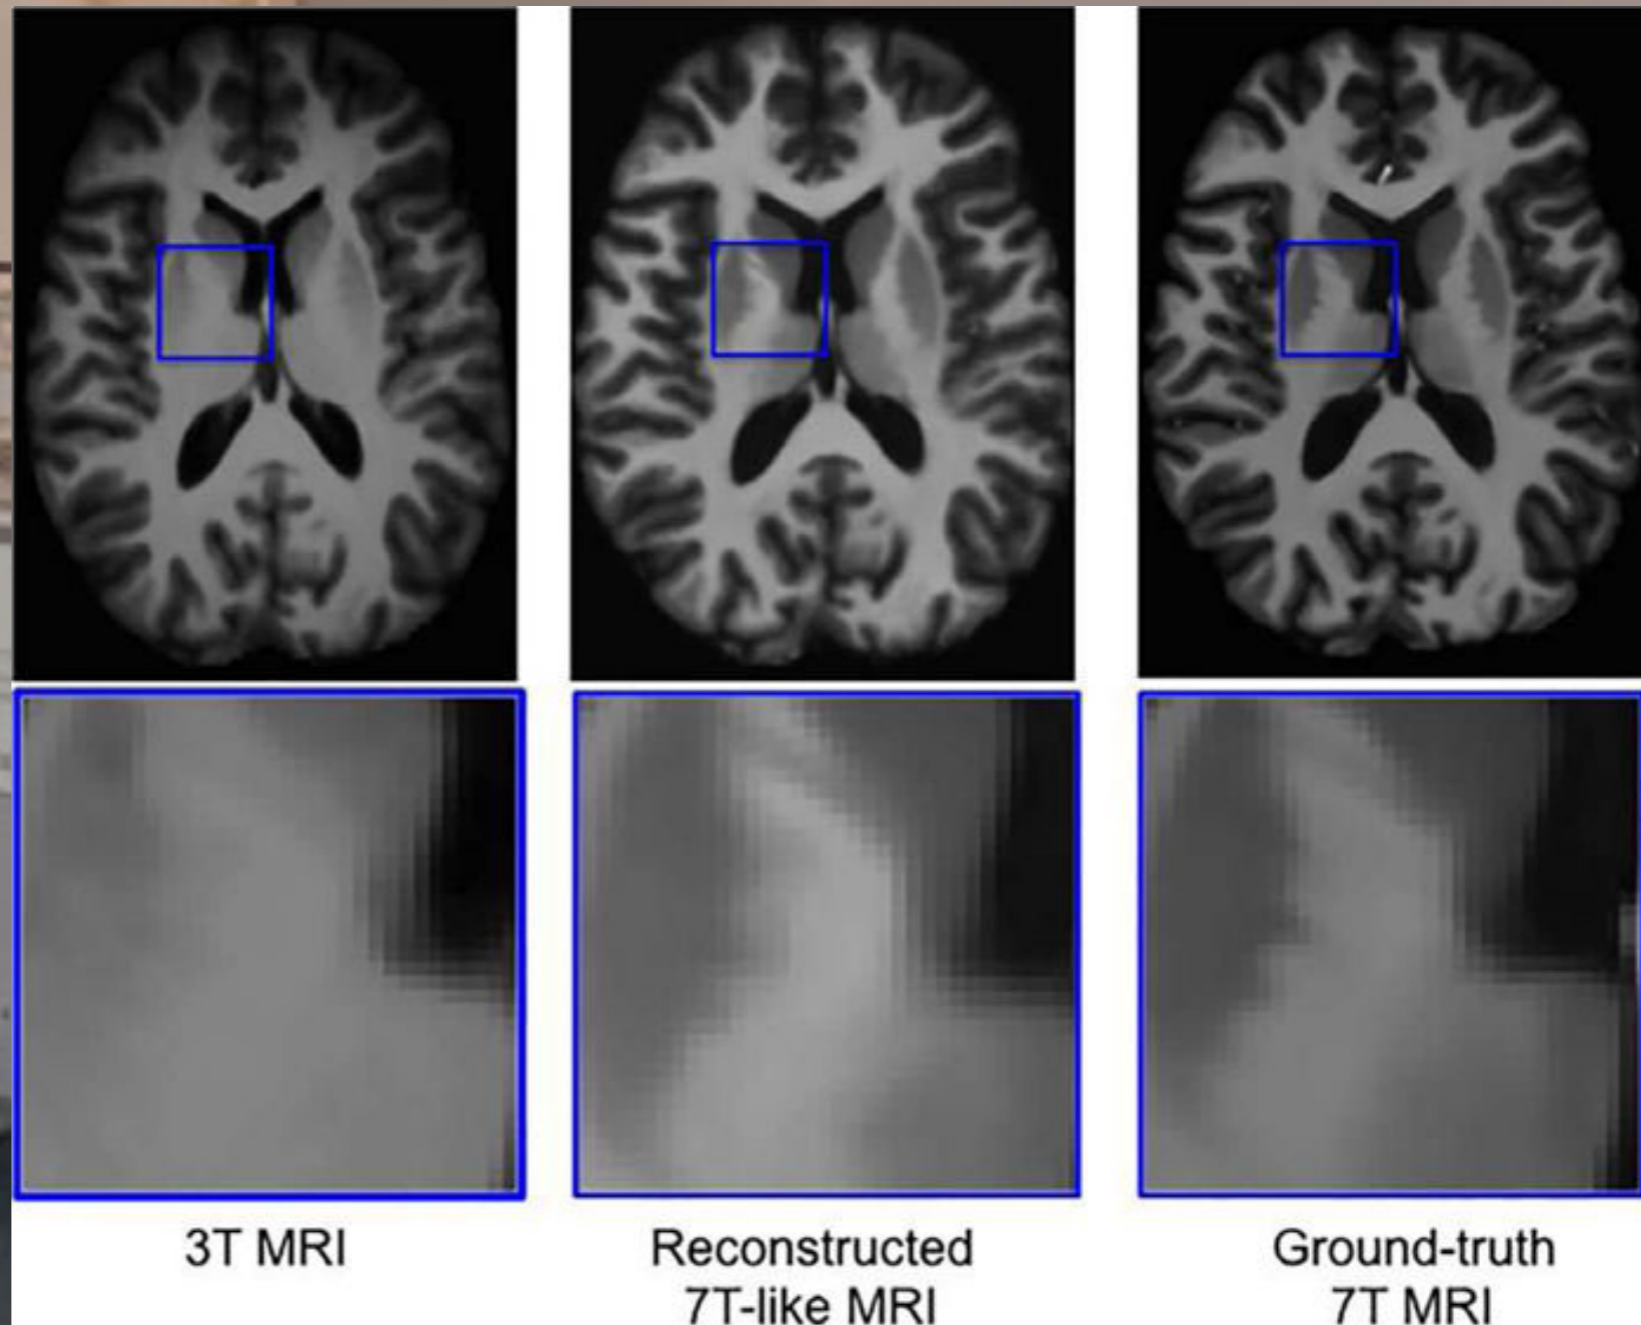 3T MRI
Reconstructed
7T-like MRI
Ground-truth
7T MRI